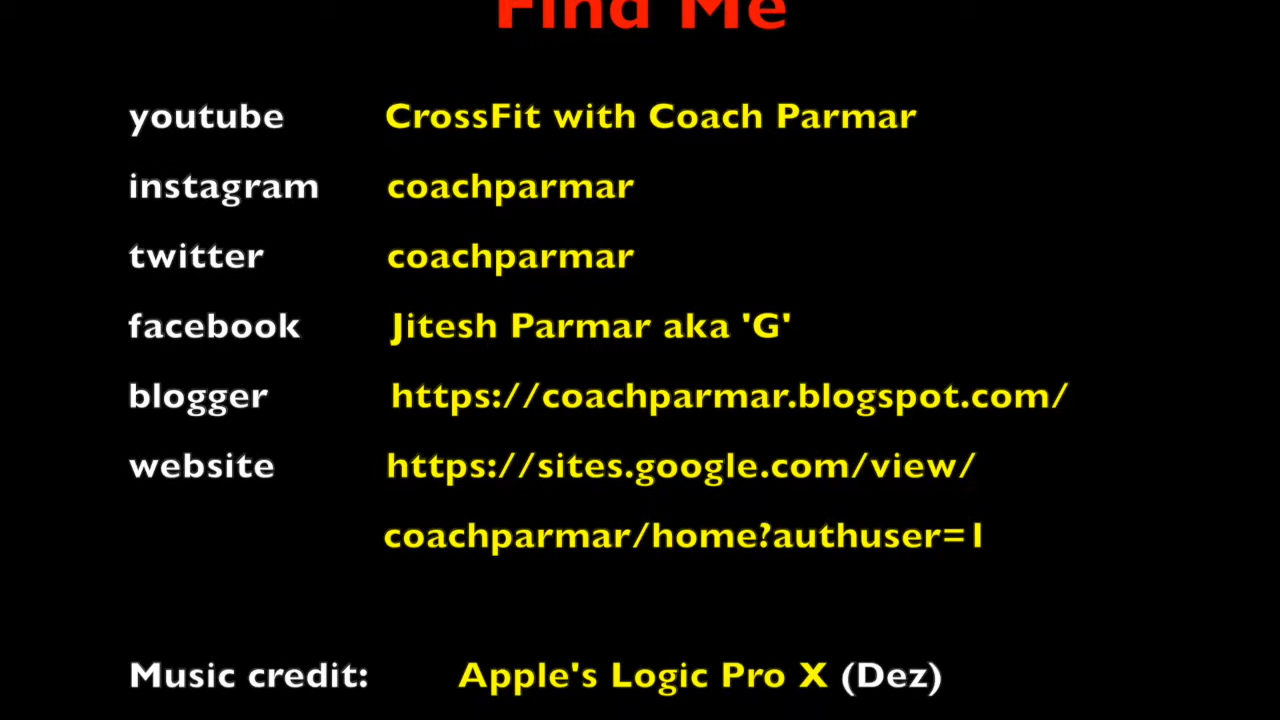 Find Me
youtube CrossFit with Coach Parmar
instagram coachparmar
twitter coachparmar
facebook Jitesh Parmar aka 'G'
blogger https://coachparmar.blogspot.com/
website https://sites.google.com/view/
coachparmar/home?authuser=1
Music credit: Apple's Logic Pro X (Dez)